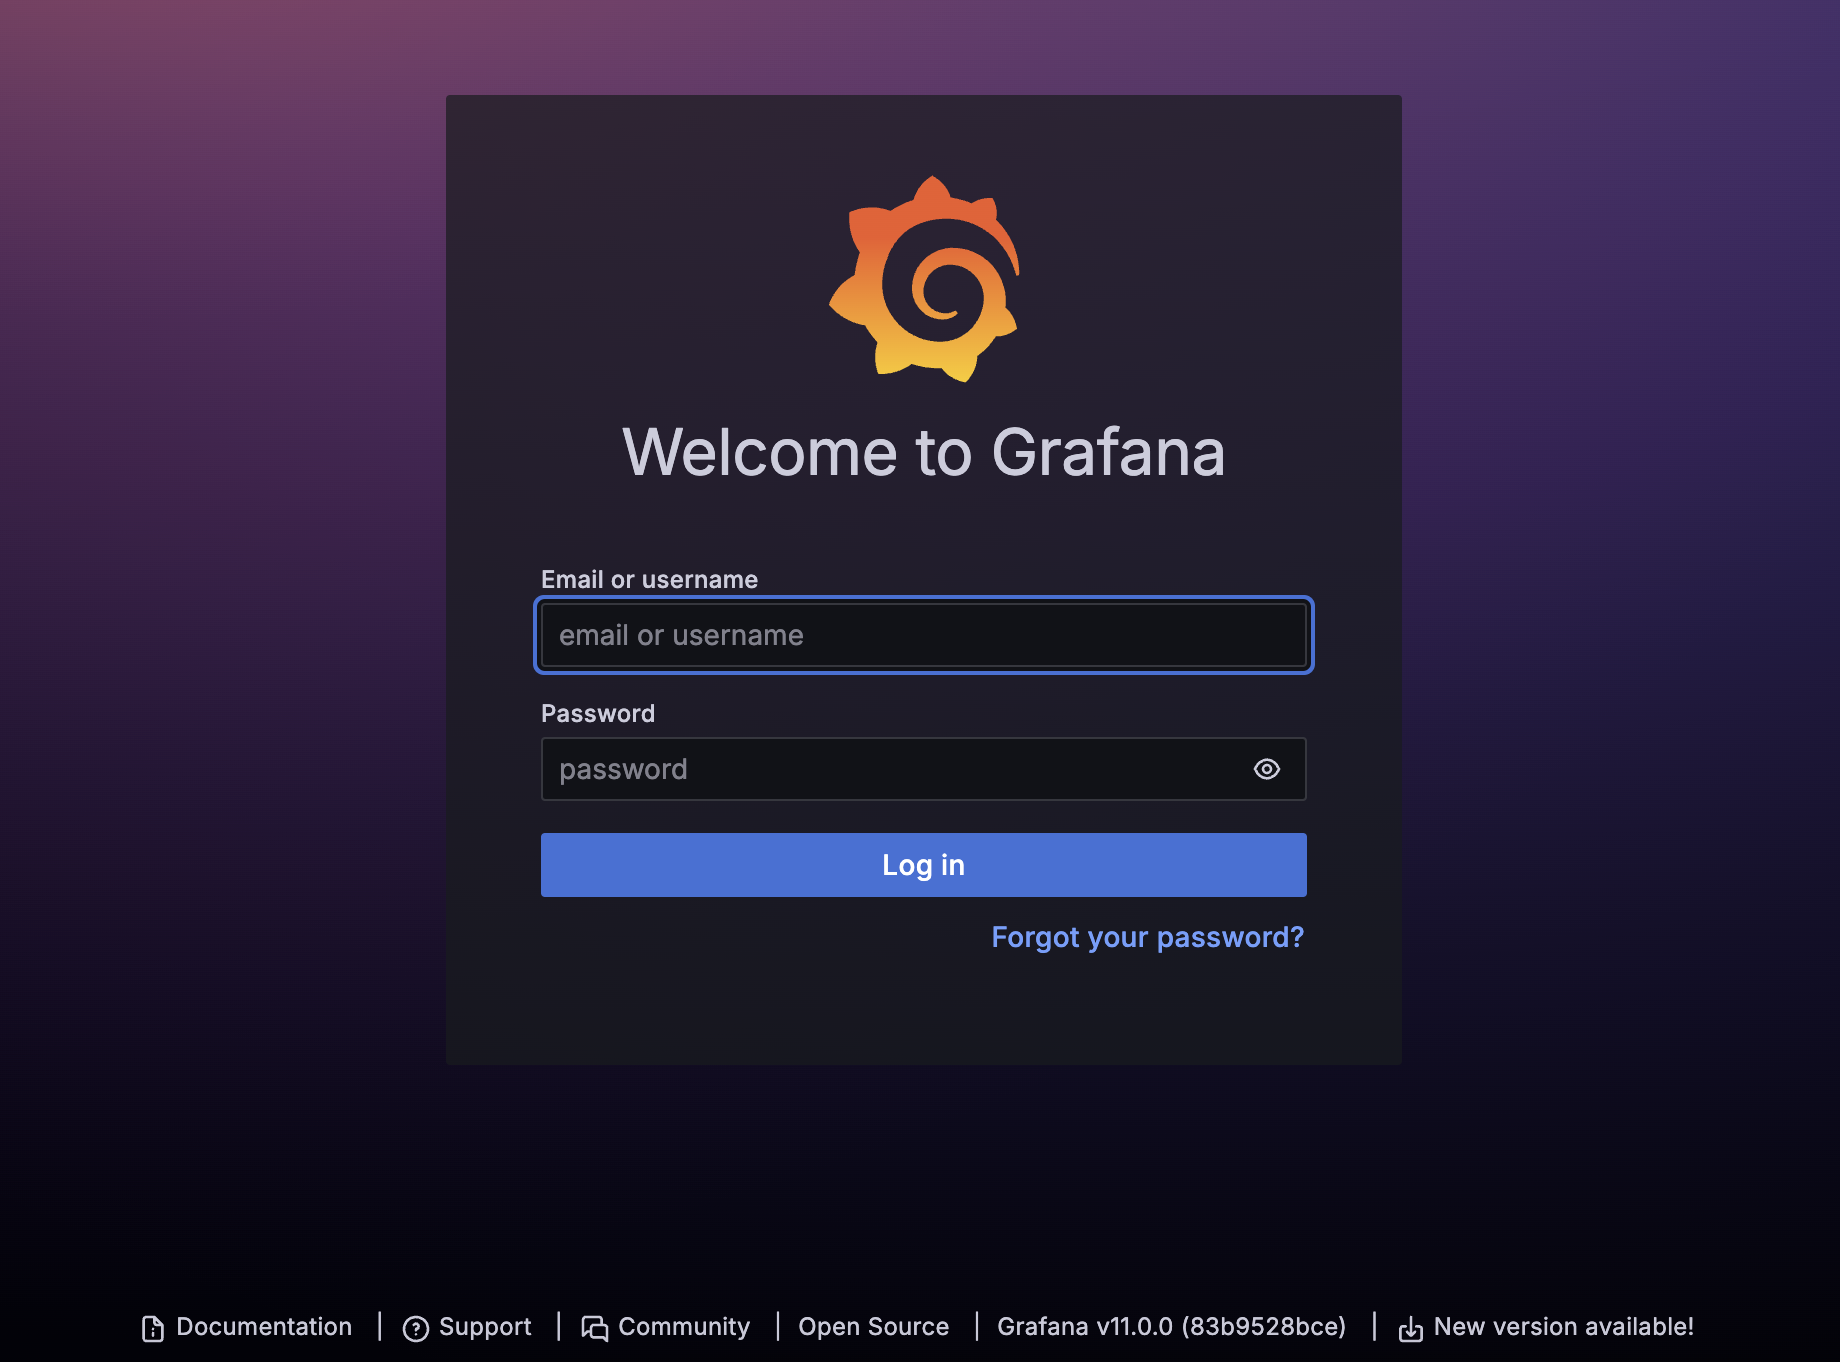 Welcome to Grafana
Email or username
email or username
Password
password
Log in
Forgot your password?
Documentation | Support | Community | Open Source | Grafana v11.0.0 (83b9528bce) | New version available!